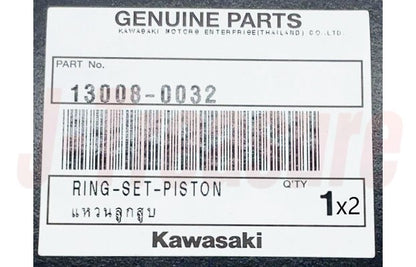 GENUINE PARTS
KAWASAKI MOTORS ENTERPRISE(THAILAND) CO.,LTD.
PART No.
13008-0032
RING-SET-PISTON
Q'TY
แหวนลูกสูบ
1x2
Kawasaki